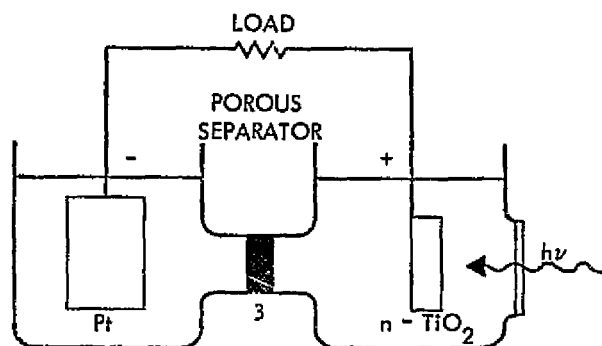 LOAD
POROUS
SEPARATOR
-
+
hν
Pt
3
n - TiO₂